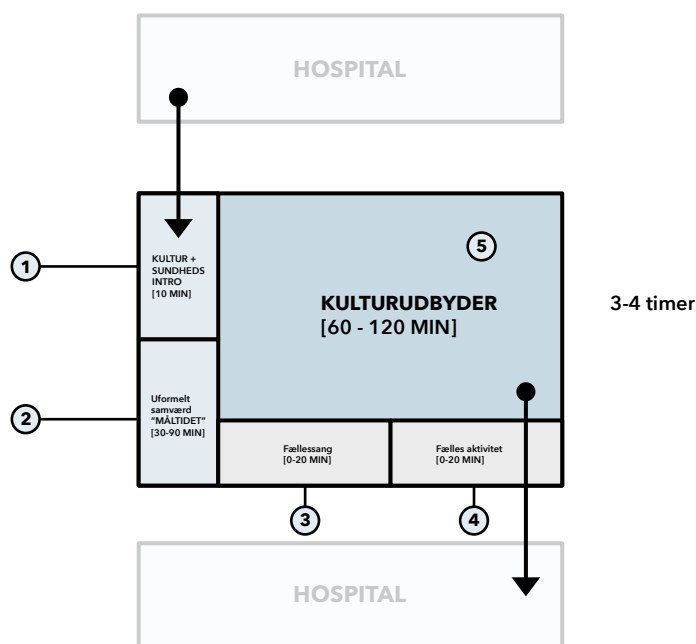 HOSPITAL
1
KULTUR +
SUNDHEDS
INTRO
[10 MIN]
5
KULTURUDBYDER
[60 - 120 MIN]
3-4 timer
2
Uformelt
samværd
"MÅLTIDET"
[30-90 MIN]
Fællessang
[0-20 MIN]
Fælles aktivitet
[0-20 MIN]
3
4
HOSPITAL